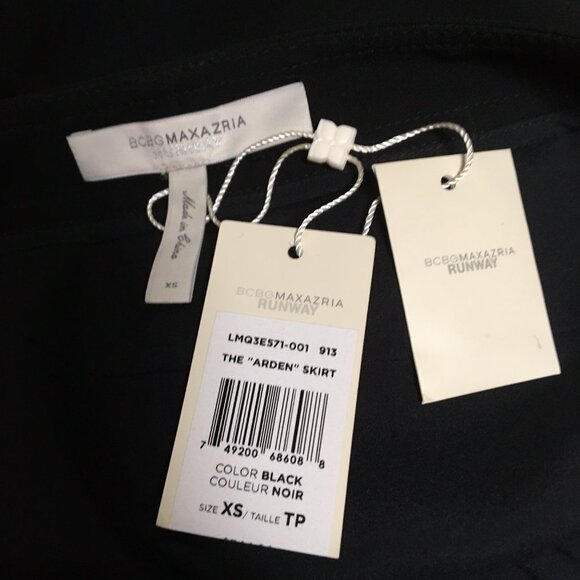 BCBGMAXAZRIA
RUNWAY
Made in China
XS
BCBGMAXAZRIA
RUNWAY
LMQ3E571-001 913
THE "ARDEN" SKIRT
7 49200 68608 8
COLOR BLACK
COULEUR NOIR
SIZE XS/TAILLE TP
BCBGMAXAZRIA
RUNWAY